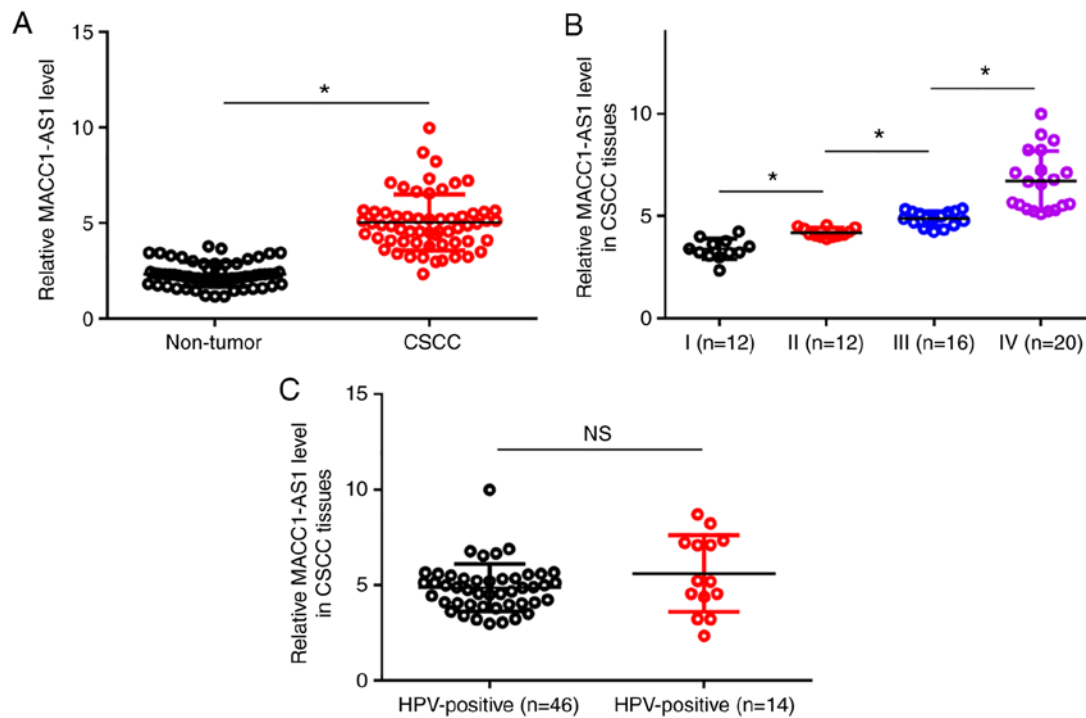 A
Relative MACC1-AS1 level
15
10
5
0
*
Non-tumor
CSCC
B
Relative MACC1-AS1 level
in CSCC tissues
10
5
0
*
*
*
I (n=12)
II (n=12)
III (n=16)
IV (n=20)
C
Relative MACC1-AS1 level
in CSCC tissues
15
10
5
0
NS
HPV-positive (n=46)
HPV-positive (n=14)